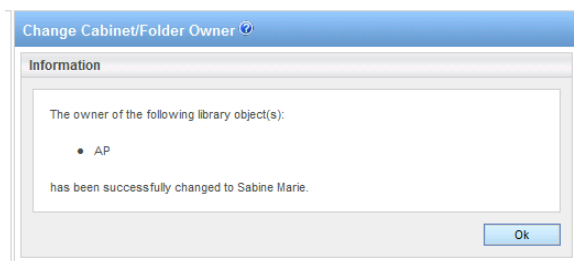 Change Cabinet/Folder Owner ?
Information
The owner of the following library object(s):
• AP
has been successfully changed to Sabine Marie.
Ok